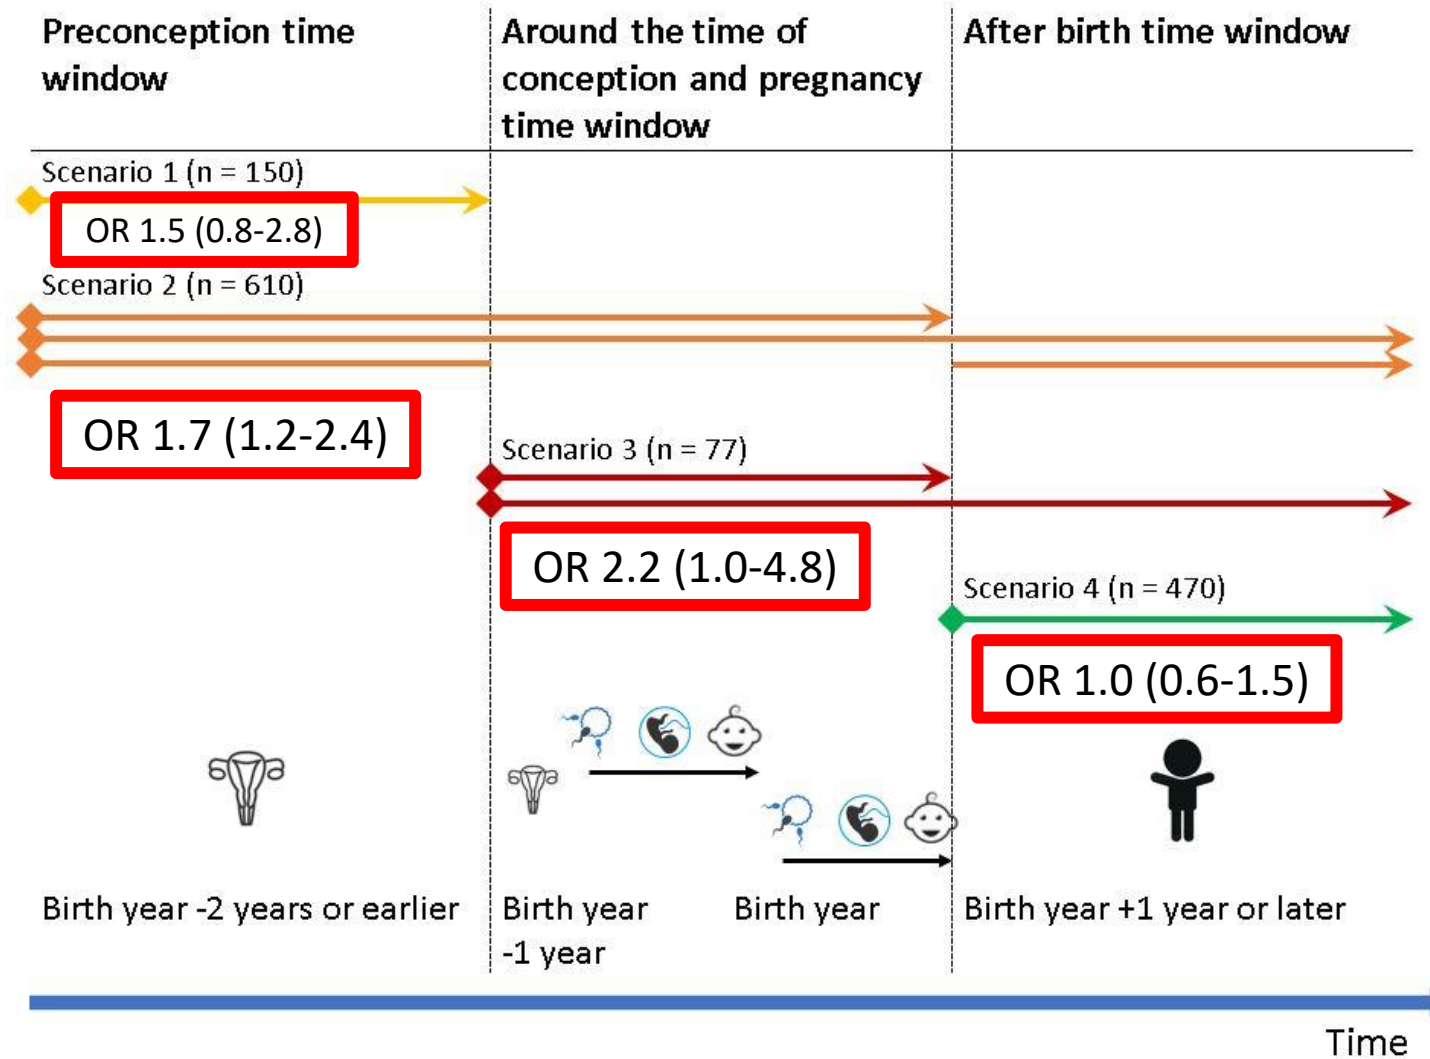 Preconception time
window
Around the time of
conception and pregnancy
time window
After birth time window
Scenario 1 (n = 150)
OR 1.5 (0.8-2.8)
Scenario 2 (n = 610)
OR 1.7 (1.2-2.4)
Scenario 3 (n = 77)
OR 2.2 (1.0-4.8)
Scenario 4 (n = 470)
OR 1.0 (0.6-1.5)
Birth year -2 years or earlier
Birth year
-1 year
Birth year
Birth year +1 year or later
Time